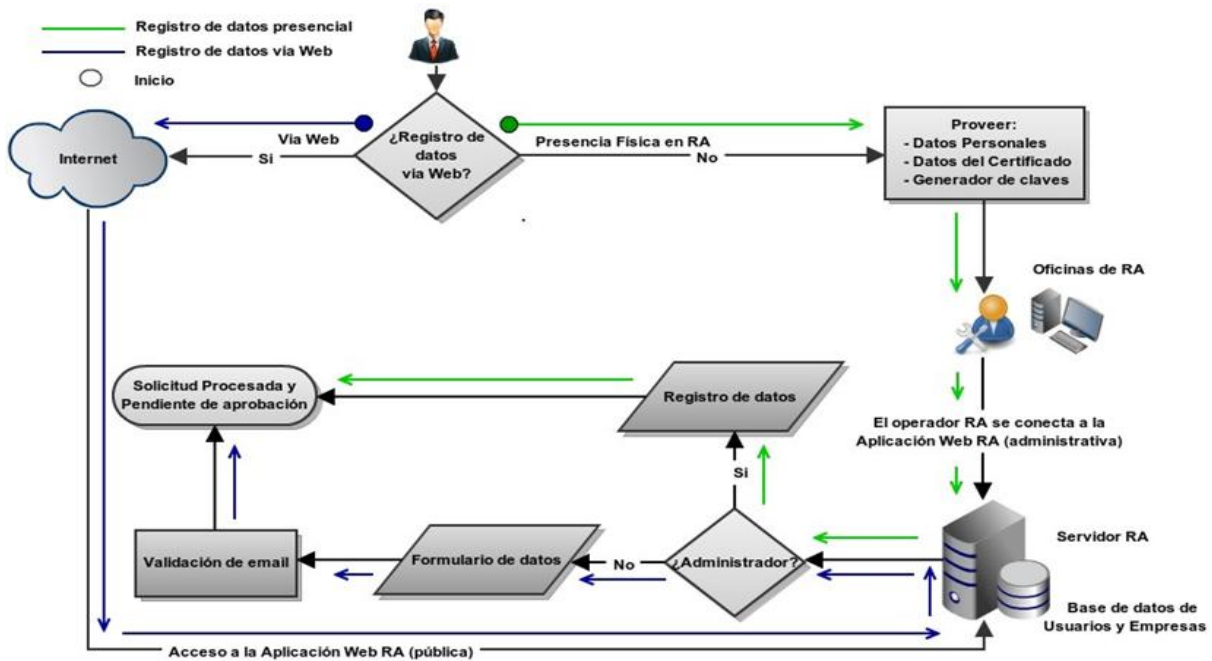 Registro de datos presencial
Registro de datos via Web
Inicio
Via Web
Si
¿Registro de
datos
via Web?
Presencia Física en RA
No
Internet
Proveer:
- Datos Personales
- Datos del Certificado
- Generador de claves
Oficinas de RA
El operador RA se conecta a la
Aplicación Web RA (administrativa)
Solicitud Procesada y
Pendiente de aprobación
Registro de datos
Si
Validación de email
Formulario de datos
No
¿Administrador?
Servidor RA
Base de datos de
Usuarios y Empresas
Acceso a la Aplicación Web RA (pública)